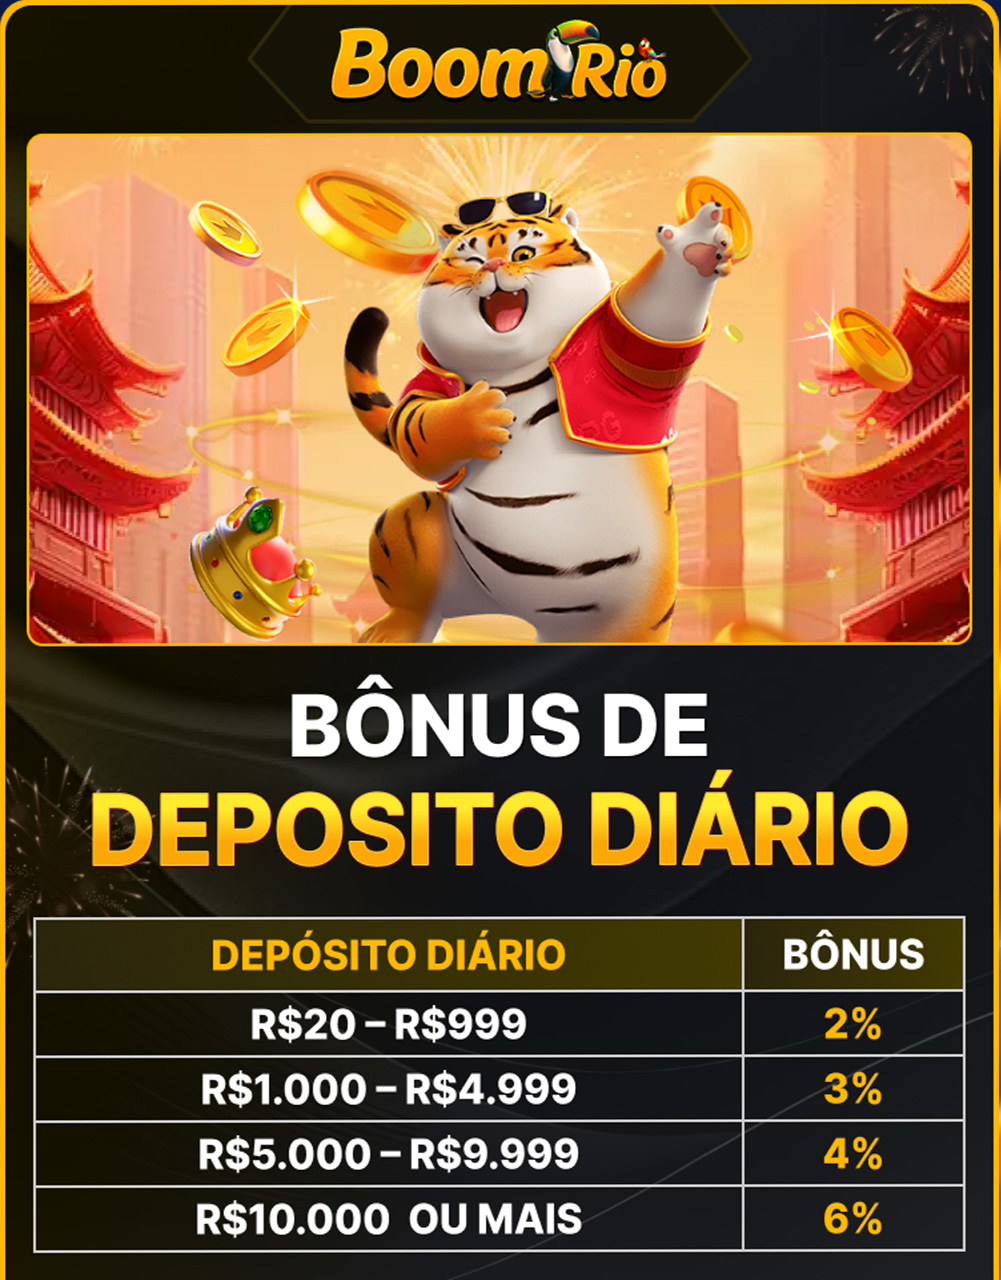 Boom Rio
BÔNUS DE
DEPOSITO DIÁRIO
DEPÓSITO DIÁRIO BÔNUS
R$20 – R$999 2%
R$1.000 – R$4.999 3%
R$5.000 – R$9.999 4%
R$10.000 OU MAIS 6%